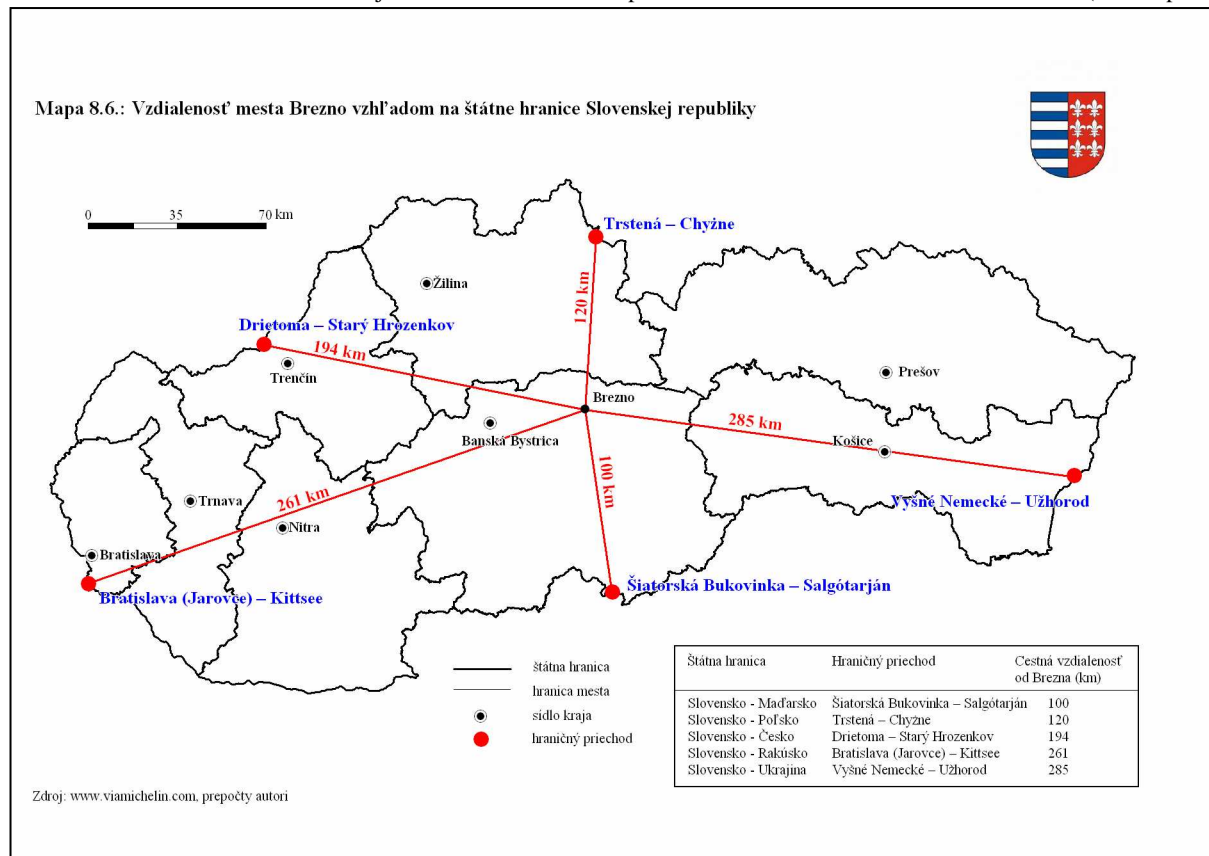 Mapa 8.6.: Vzdialenosť mesta Brezno vzhľadom na štátne hranice Slovenskej republiky
0 35 70 km
Trstená – Chyžne
120 km
Žilina
Drietoma – Starý Hrozenkov
194 km
Trenčín
Prešov
Brezno
285 km
Banská Bystrica
Košice
100 km
261 km
Trnava
Vyšné Nemecké – Užhorod
Nitra
Bratislava
Šiatorská Bukovinka – Salgótarján
Bratislava (Jarovce) – Kittsee
štátna hranica
hranica mesta
sídlo kraja
hraničný priechod
Štátna hranica Hraničný priechod Cestná vzdialenosť
od Brezna (km)
Slovensko - Maďarsko Šiatorská Bukovinka – Salgótarján 100
Slovensko - Poľsko Trstená – Chyžne 120
Slovensko - Česko Drietoma – Starý Hrozenkov 194
Slovensko - Rakúsko Bratislava (Jarovce) – Kittsee 261
Slovensko - Ukrajina Vyšné Nemecké – Užhorod 285
Zdroj: www.viamichelin.com, prepočty autori